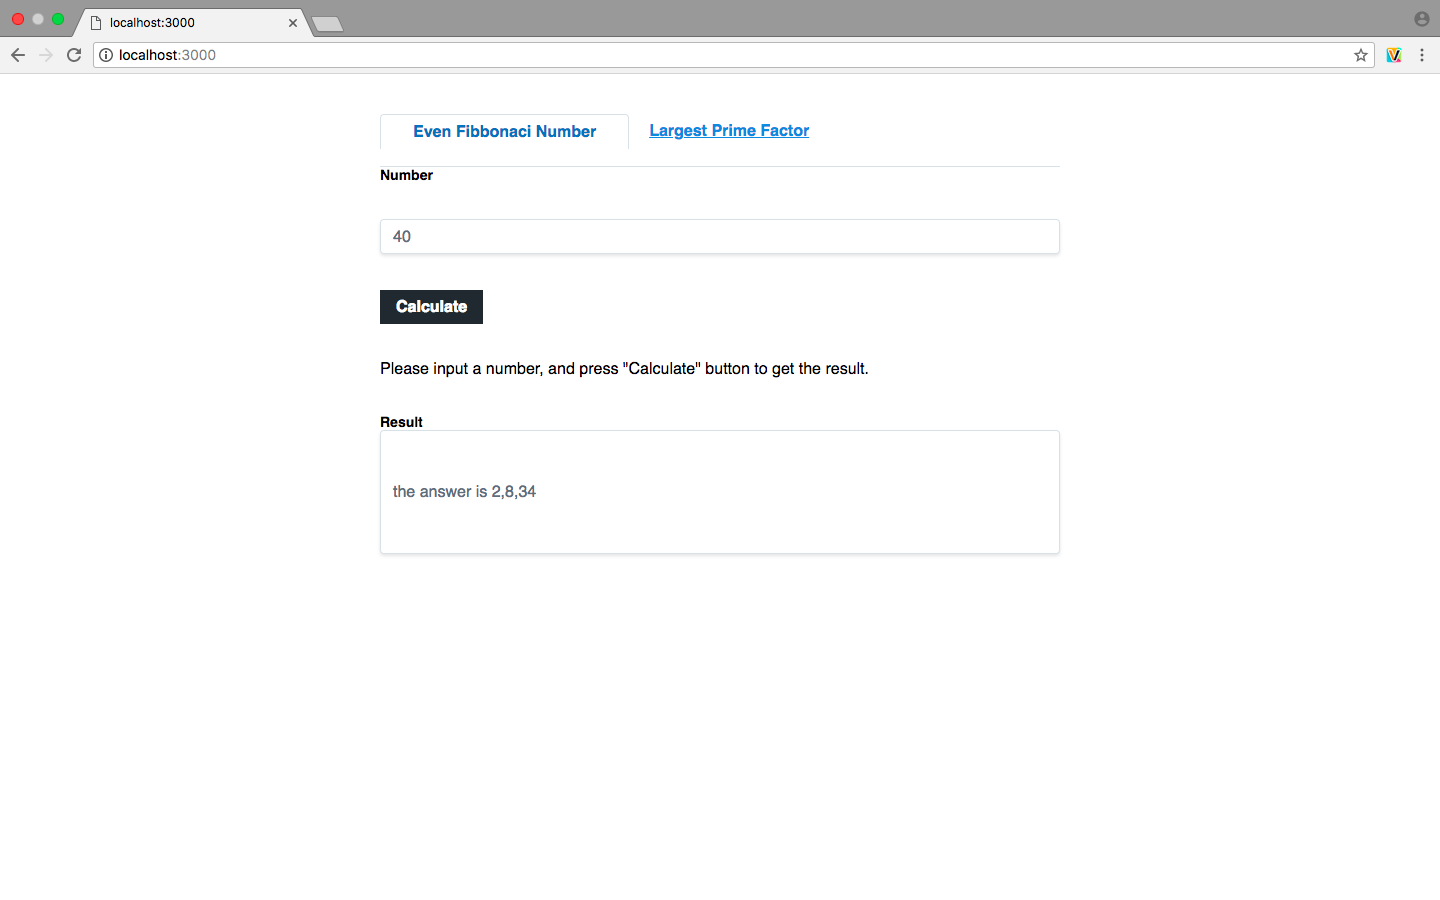 localhost:3000
localhost:3000
Even Fibbonaci Number
Largest Prime Factor
Number
40
Calculate
Please input a number, and press "Calculate" button to get the result.
Result
the answer is 2,8,34